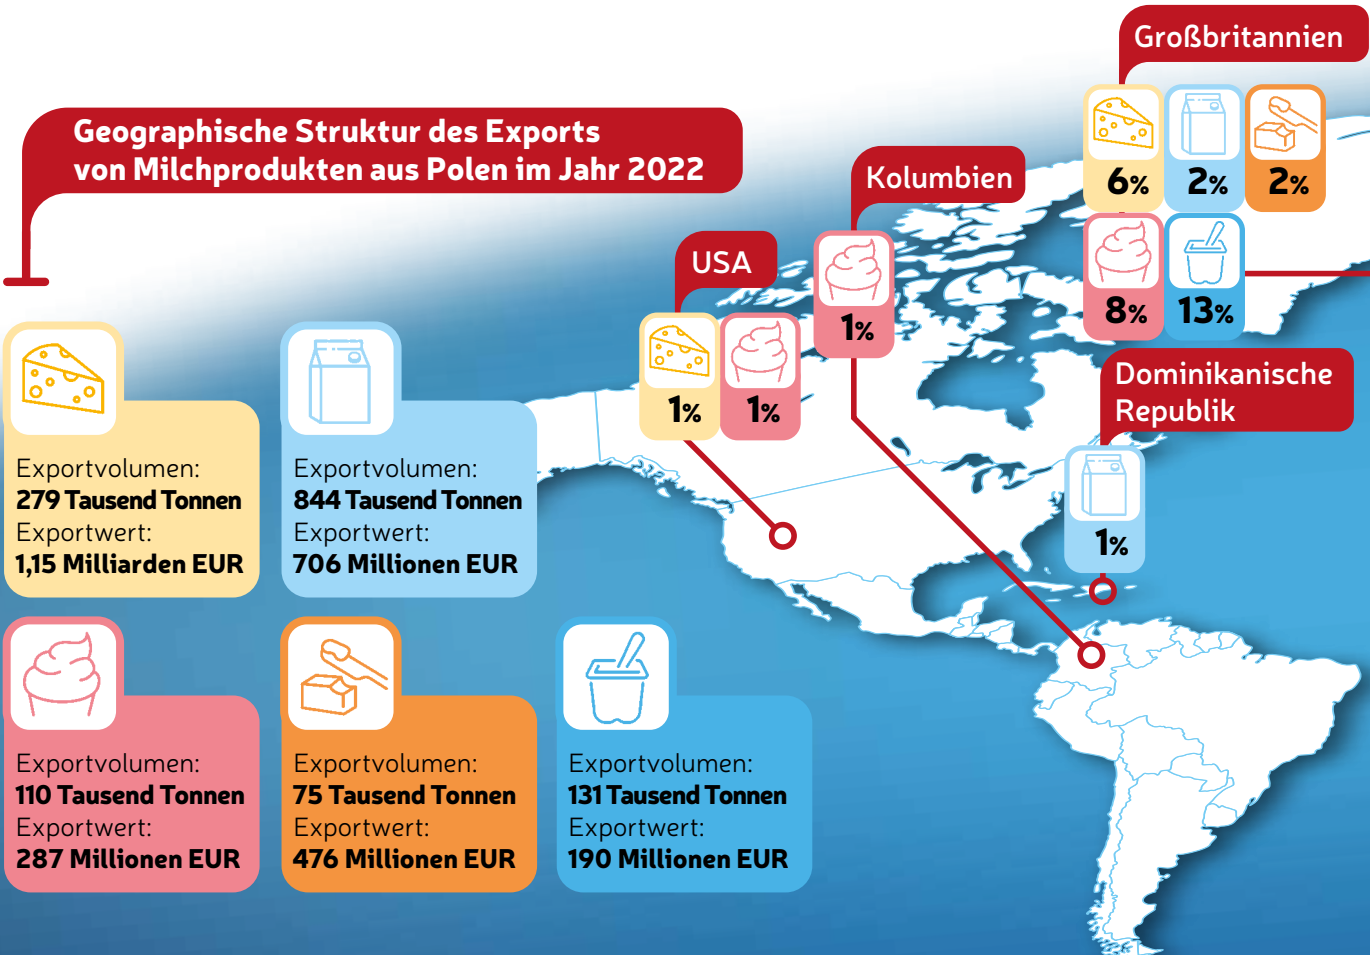 Geographische Struktur des Exports
von Milchprodukten aus Polen im Jahr 2022
Großbritannien
6%
2%
2%
8%
13%
Kolumbien
1%
USA
1%
1%
Dominikanische
Republik
1%
Exportvolumen:
279 Tausend Tonnen
Exportwert:
1,15 Milliarden EUR
Exportvolumen:
844 Tausend Tonnen
Exportwert:
706 Millionen EUR
Exportvolumen:
110 Tausend Tonnen
Exportwert:
287 Millionen EUR
Exportvolumen:
75 Tausend Tonnen
Exportwert:
476 Millionen EUR
Exportvolumen:
131 Tausend Tonnen
Exportwert:
190 Millionen EUR